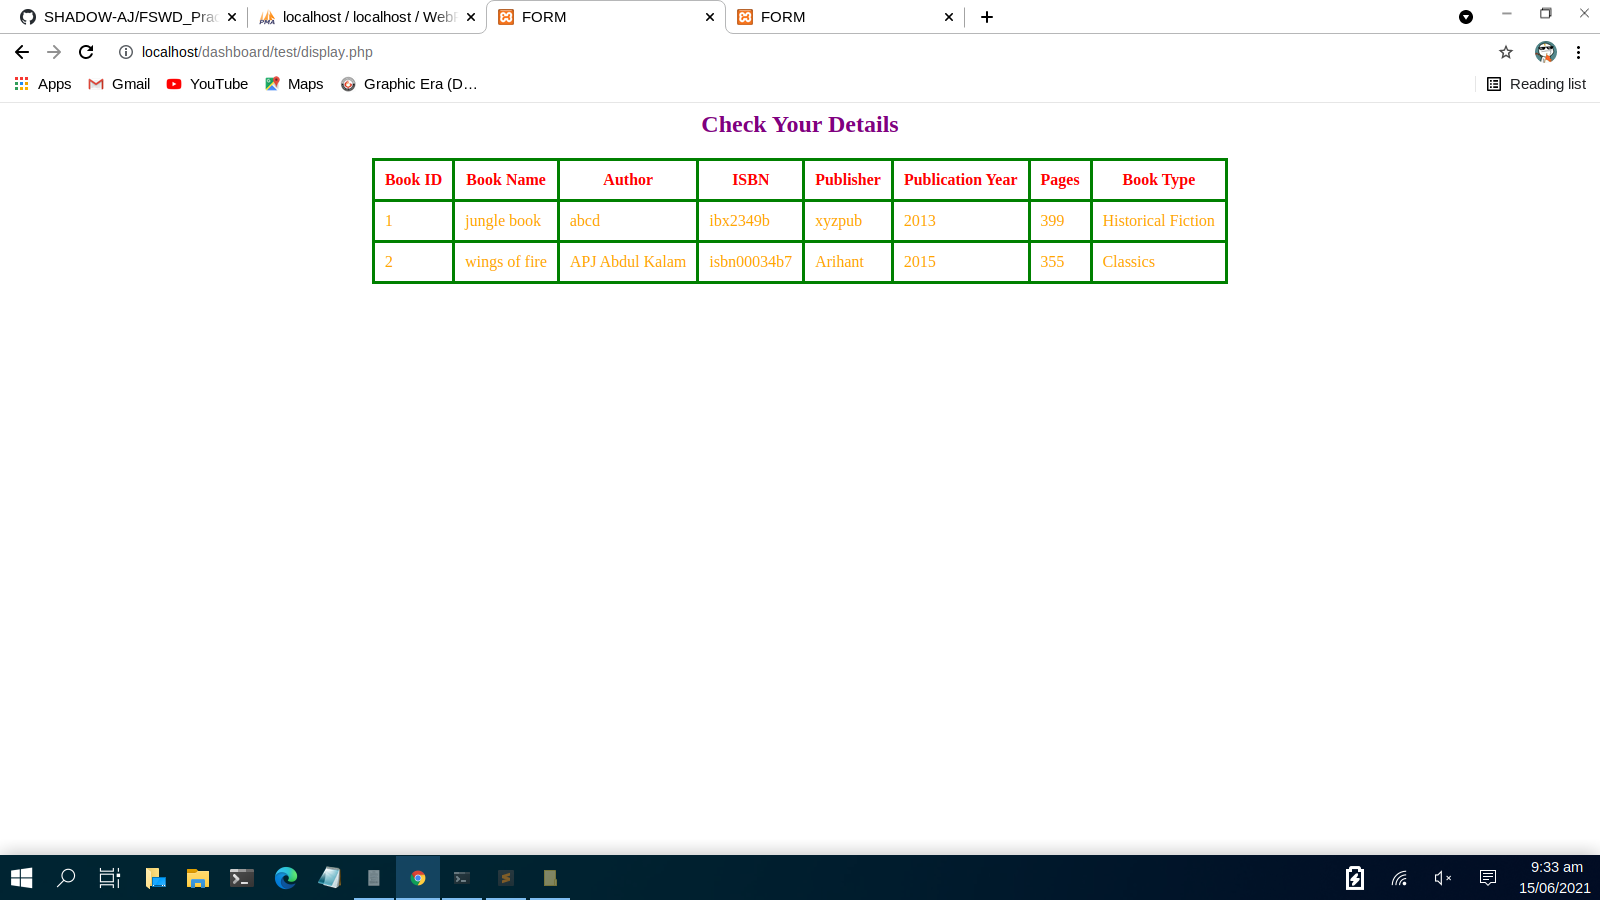 SHADOW-AJ/FSWD_Prac
localhost / localhost / WebP
FORM
FORM
localhost/dashboard/test/display.php
Apps
Gmail
YouTube
Maps
Graphic Era (D...
Reading list
Check Your Details
Book ID Book Name Author ISBN Publisher Publication Year Pages Book Type
1 jungle book abcd ibx2349b xyzpub 2013 399 Historical Fiction
2 wings of fire APJ Abdul Kalam isbn00034b7 Arihant 2015 355 Classics
9:33 am
15/06/2021